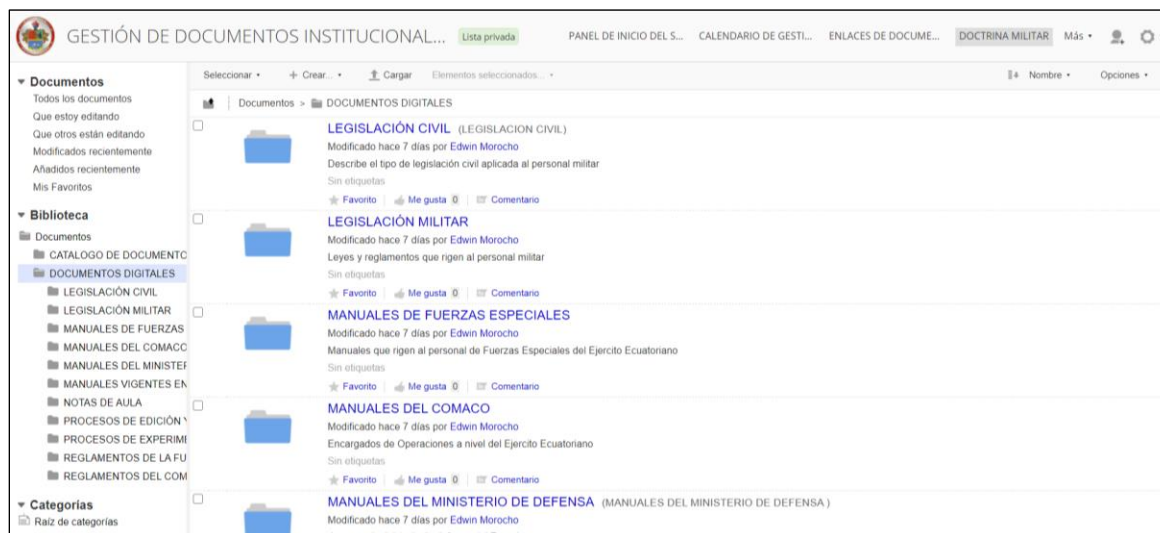 GESTIÓN DE DOCUMENTOS INSTITUCIONAL... Lista privada PANEL DE INICIO DEL S... CALENDARIO DE GESTI... ENLACES DE DOCUME... DOCTRINA MILITAR Más
Documentos
Todos los documentos
Que estoy editando
Que otros están editando
Modificados recientemente
Añadidos recientemente
Mis Favoritos
Biblioteca
Documentos
CATALOGO DE DOCUMENTO
DOCUMENTOS DIGITALES
LEGISLACIÓN CIVIL
LEGISLACIÓN MILITAR
MANUALES DE FUERZAS
MANUALES DEL COMACO
MANUALES DEL MINISTER
MANUALES VIGENTES EN
NOTAS DE AULA
PROCESOS DE EDICIÓN Y
PROCESOS DE EXPERIME
REGLAMENTOS DE LA FU
REGLAMENTOS DEL COM
Categorías
Raíz de categorías
Seleccionar + Crear... Cargar Elementos seleccionados... Nombre Opciones
Documentos > DOCUMENTOS DIGITALES
LEGISLACIÓN CIVIL (LEGISLACION CIVIL)
Modificado hace 7 días por Edwin Morocho
Describe el tipo de legislación civil aplicada al personal militar
Sin etiquetas
Favorito Me gusta 0 Comentario
LEGISLACIÓN MILITAR
Modificado hace 7 días por Edwin Morocho
Leyes y reglamentos que rigen al personal militar
Sin etiquetas
Favorito Me gusta 0 Comentario
MANUALES DE FUERZAS ESPECIALES
Modificado hace 7 días por Edwin Morocho
Manuales que rigen al personal de Fuerzas Especiales del Ejercito Ecuatoriano
Sin etiquetas
Favorito Me gusta 0 Comentario
MANUALES DEL COMACO
Modificado hace 7 días por Edwin Morocho
Encargados de Operaciones a nivel del Ejercito Ecuatoriano
Sin etiquetas
Favorito Me gusta 0 Comentario
MANUALES DEL MINISTERIO DE DEFENSA (MANUALES DEL MINISTERIO DE DEFENSA )
Modificado hace 7 días por Edwin Morocho